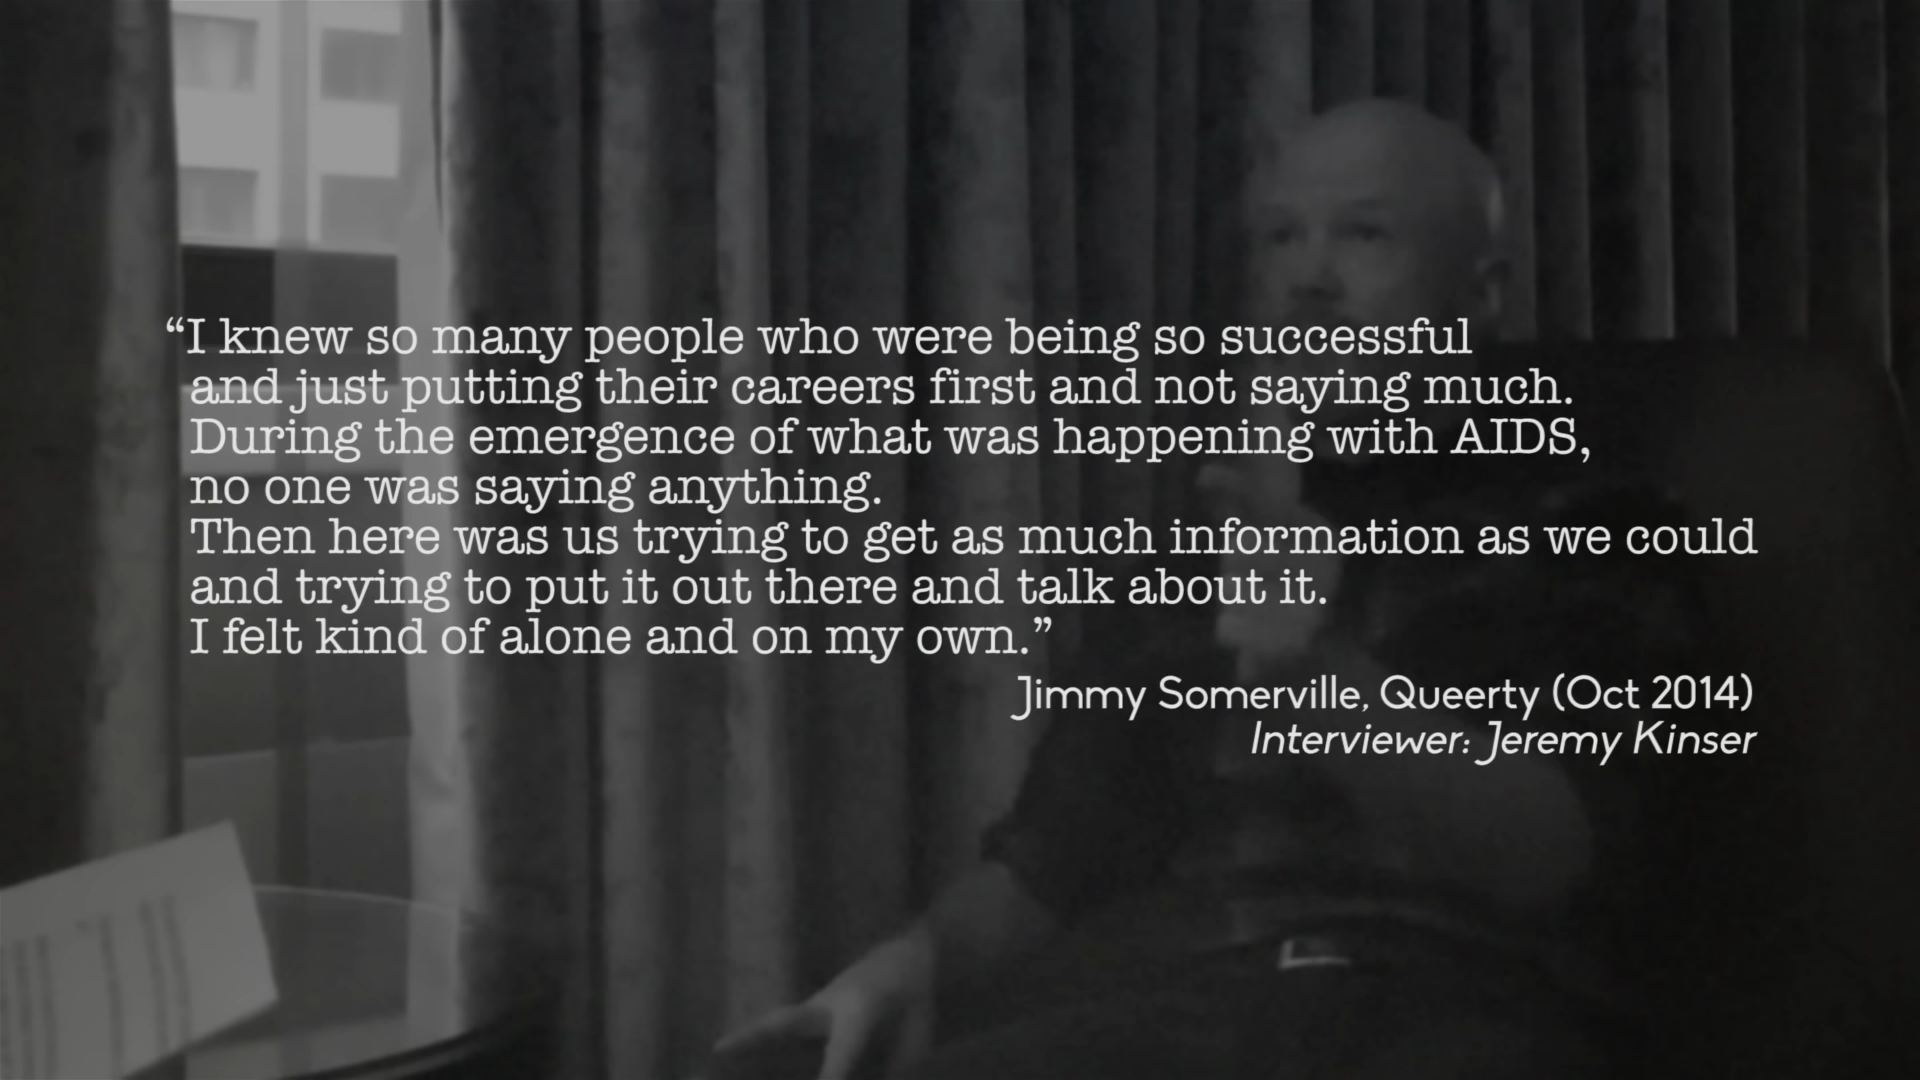 “I knew so many people who were being so successful
and just putting their careers first and not saying much.
During the emergence of what was happening with AIDS,
no one was saying anything.
Then here was us trying to get as much information as we could
and trying to put it out there and talk about it.
I felt kind of alone and on my own.”
Jimmy Somerville, Queerty (Oct 2014)
Interviewer: Jeremy Kinser